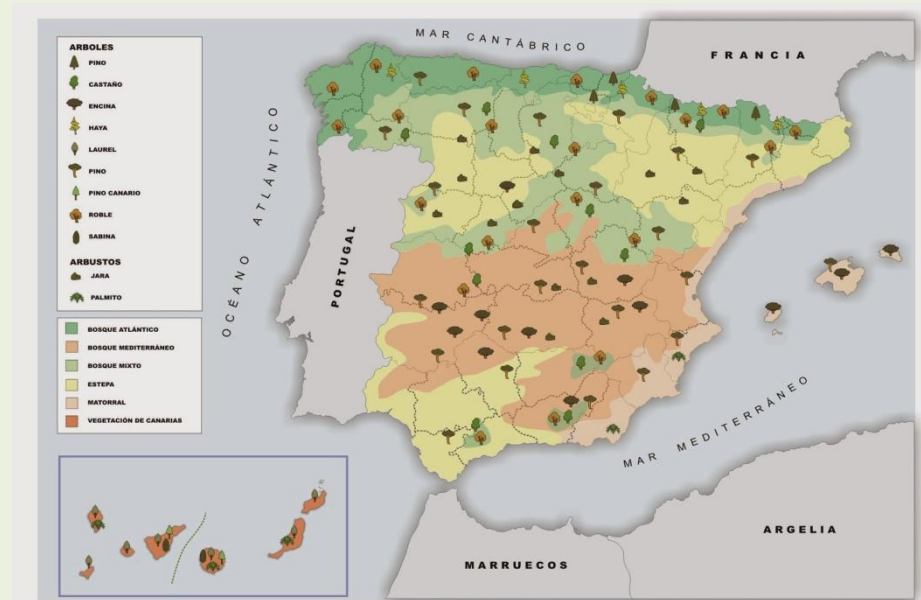 MAR CANTÁBRICO
FRANCIA
ARBOLES
PINO
CASTAÑO
ENCINA
HAYA
LAUREL
PINO
PINO CANARIO
ROBLE
SABINA
ARBUSTOS
JARA
PALMITO
OCÉANO ATLÁNTICO
PORTUGAL
BOSQUE ATLÁNTICO
BOSQUE MEDITERRÁNEO
BOSQUE MIXTO
ESTEPA
MATORRAL
VEGETACIÓN DE CANARIAS
MAR MEDITERRÁNEO
ARGELIA
MARRUECOS